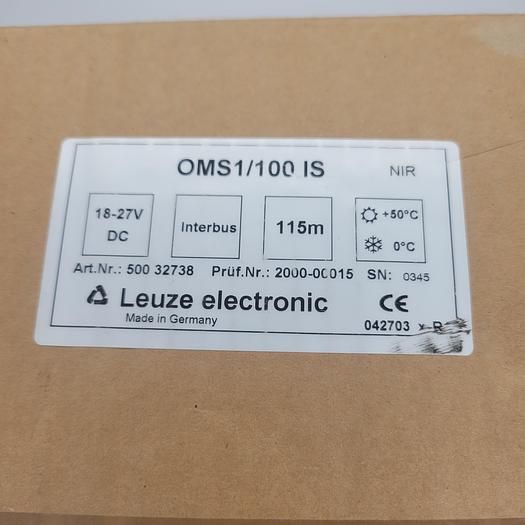 OMS1/100 IS NIR
18-27V DC
Interbus
115m
+50°C
0°C
Art.Nr.: 500 32738 Prüf.Nr.: 2000-00015 SN: 0345
Leuze electronic CE
Made in Germany
042703